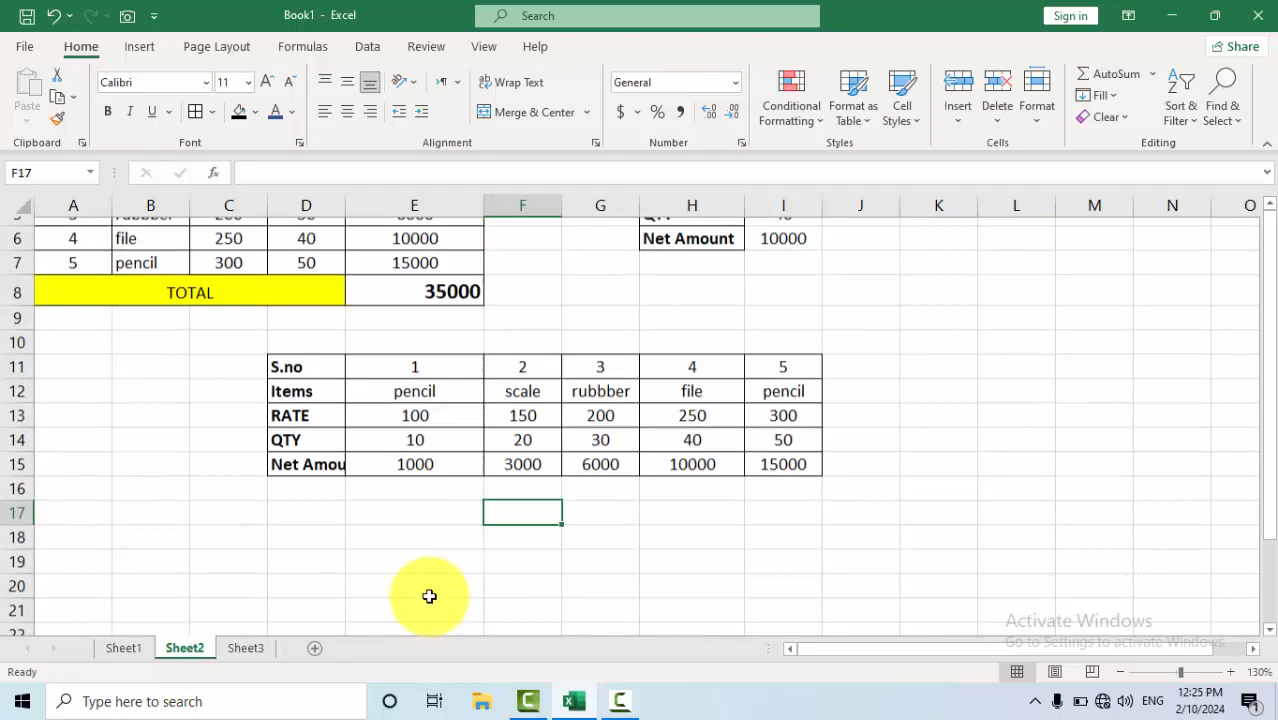 Book1 - Excel
Search
Sign in
File Home Insert Page Layout Formulas Data Review View Help
Share
Paste
Calibri 11
B I U
Wrap Text
Merge & Center
General
$ %
Conditional Formatting
Format as Table
Cell Styles
Insert
Delete
Format
AutoSum
Fill
Clear
Sort & Filter
Find & Select
Clipboard Font Alignment Number Styles Cells Editing
F17
fx
A B C D E F G H I J K L M N O
6 4 file 250 40 10000 Net Amount 10000
7 5 pencil 300 50 15000
8 TOTAL 35000
9
10
11 S.no 1 2 3 4 5
12 Items pencil scale rubbber file pencil
13 RATE 100 150 200 250 300
14 QTY 10 20 30 40 50
15 Net Amou 1000 3000 6000 10000 15000
16
17
18
19
20
21
Activate Windows
Go to Settings to activate Windows.
Sheet1 Sheet2 Sheet3
Ready
130%
Type here to search
ENG
12:25 PM
2/10/2024